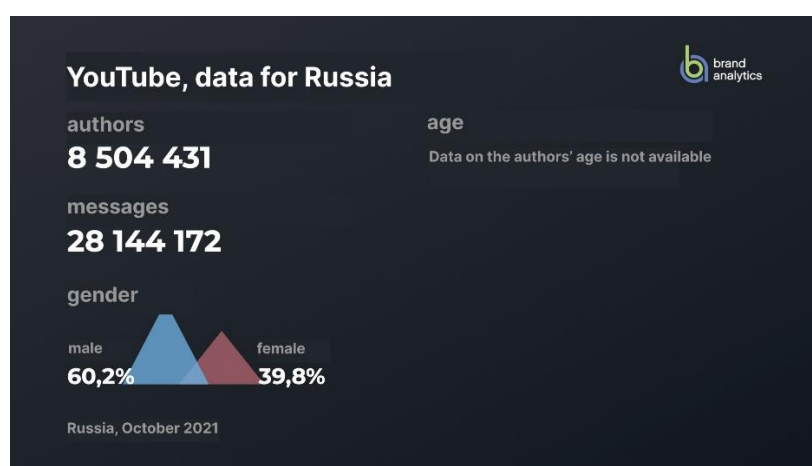 YouTube, data for Russia
brand
analytics
authors
8 504 431
age
Data on the authors' age is not available
messages
28 144 172
gender
male
60,2%
female
39,8%
Russia, October 2021